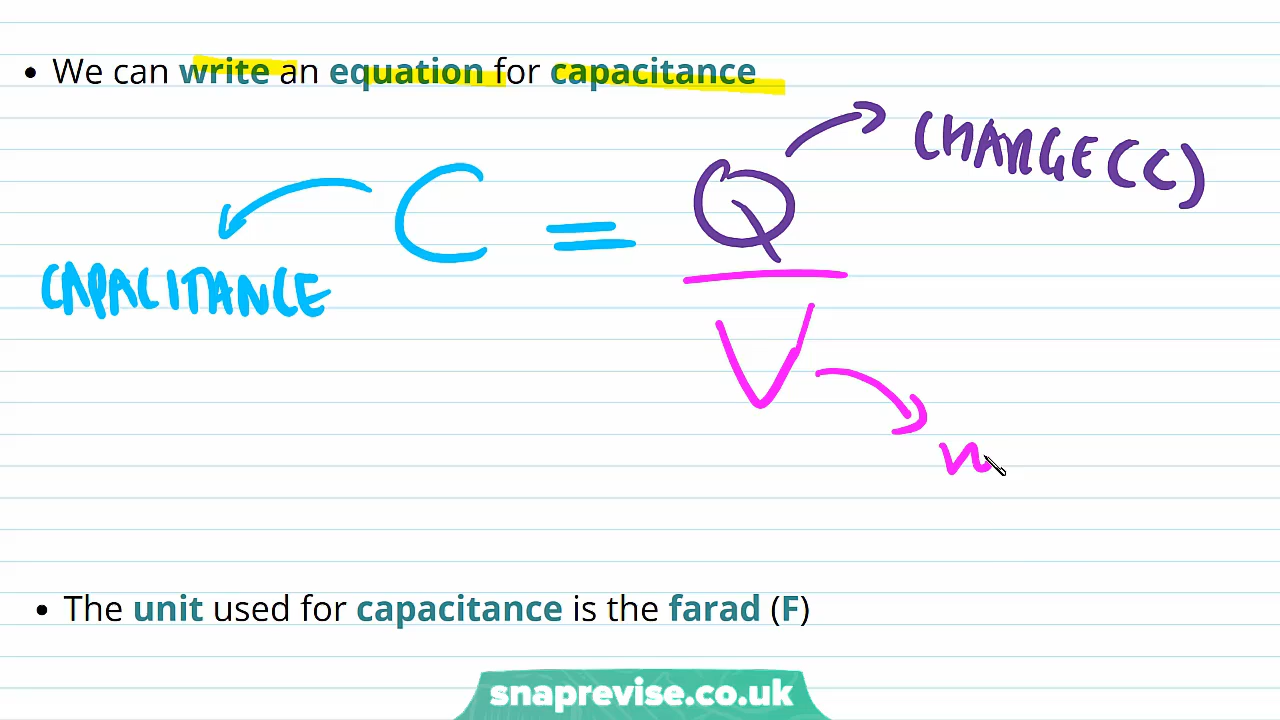 • We can write an equation for capacitance
CHARGE (C)
C = Q
V
CAPACITANCE
• The unit used for capacitance is the farad (F)
snaprevise.co.uk